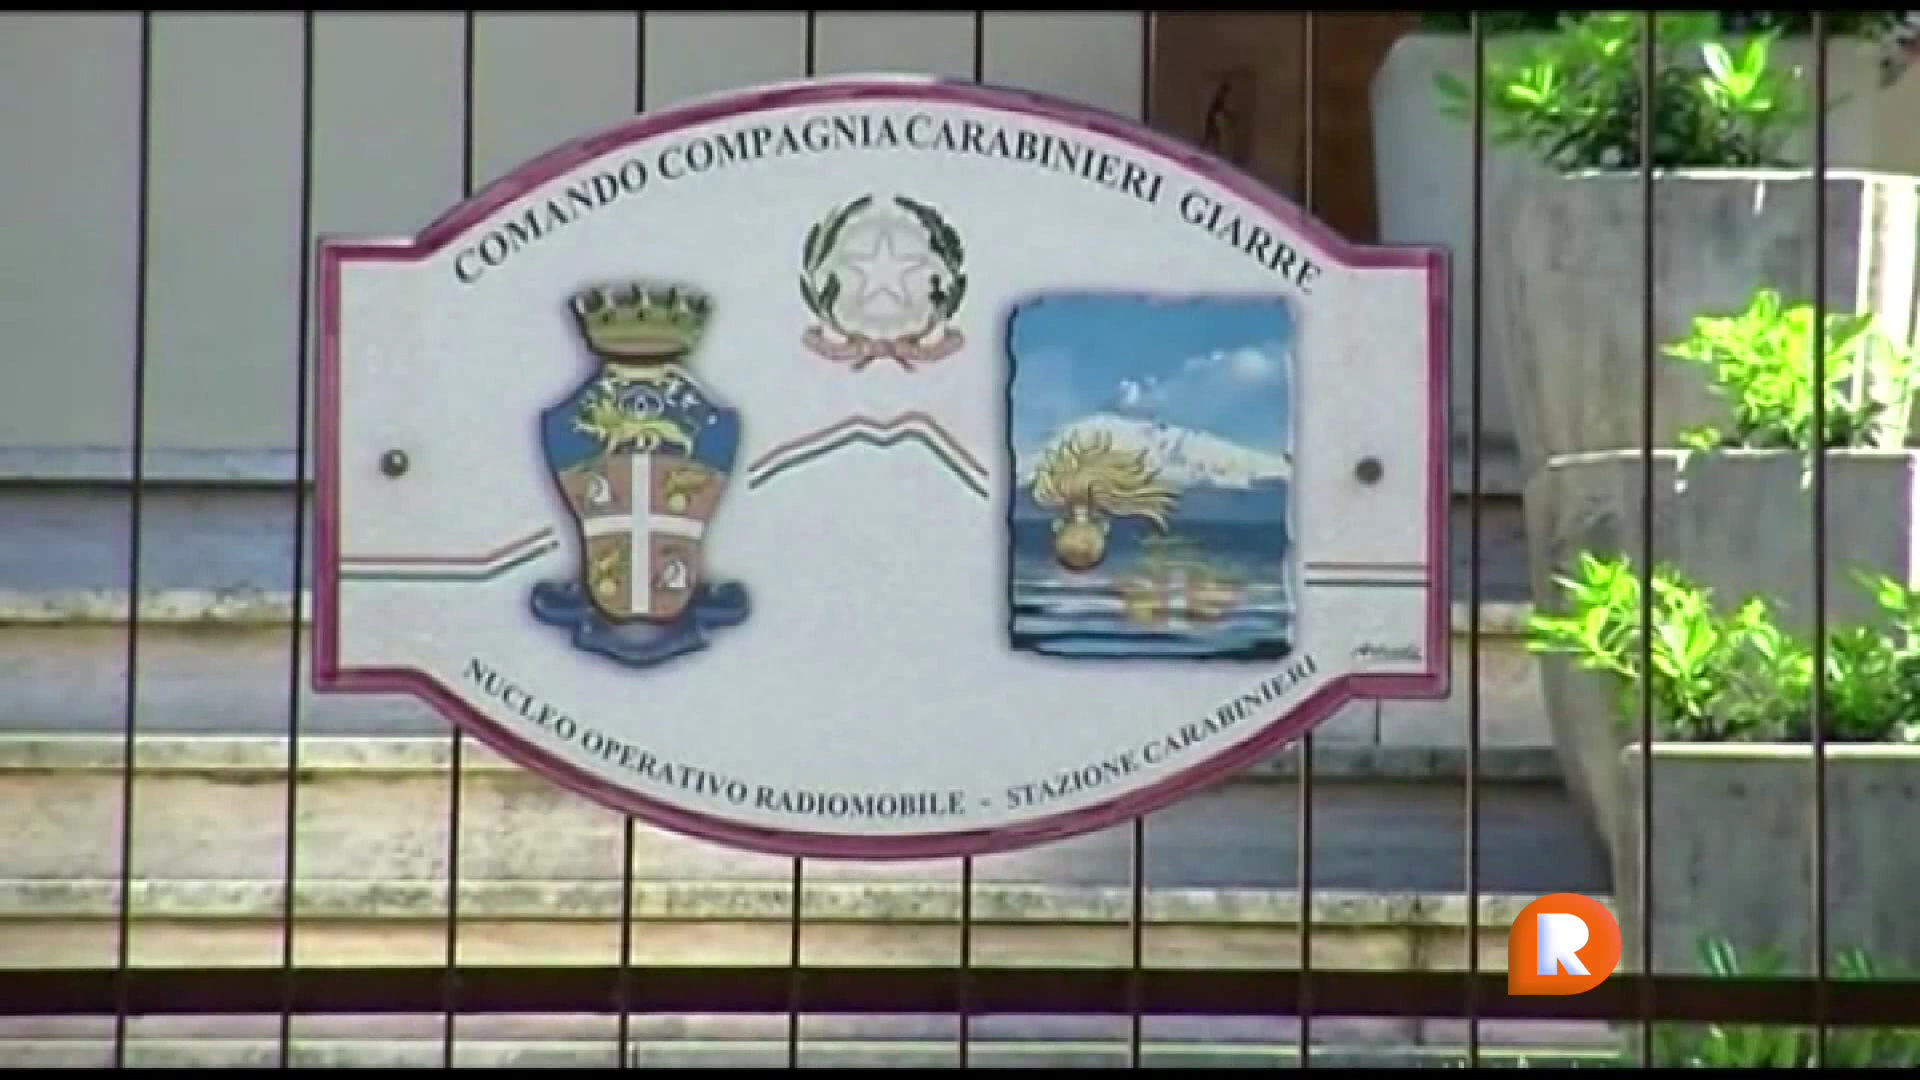 COMANDO COMPAGNIA CARABINIERI GIARRE
NUCLEO OPERATIVO RADIOMOBILE - STAZIONE CARABINIERI
R